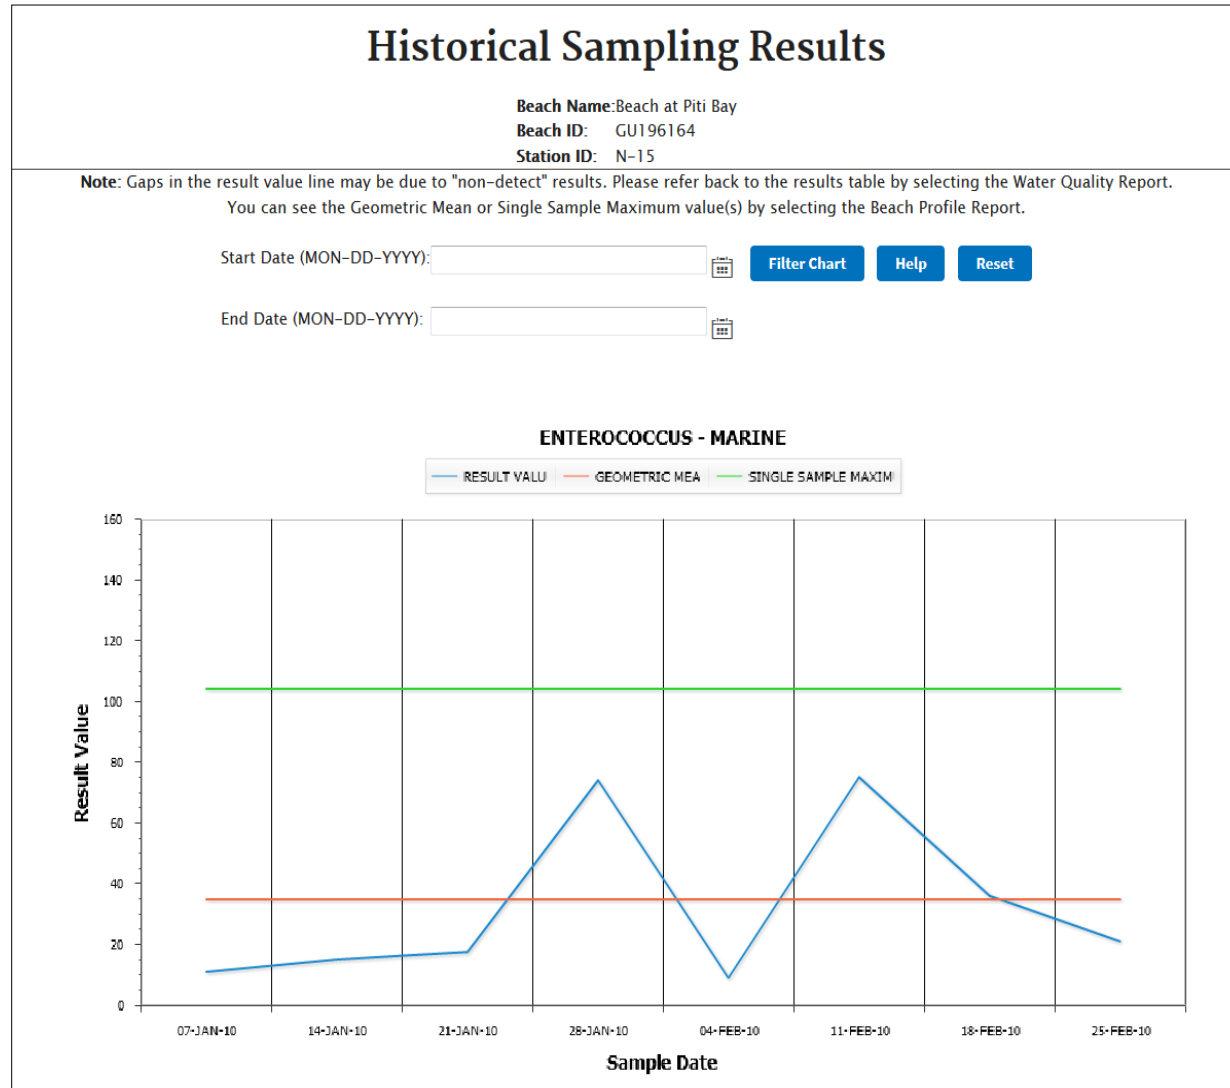 Historical Sampling Results
Beach Name:Beach at Piti Bay
Beach ID: GU196164
Station ID: N-15
Note: Gaps in the result value line may be due to "non-detect" results. Please refer back to the results table by selecting the Water Quality Report.
You can see the Geometric Mean or Single Sample Maximum value(s) by selecting the Beach Profile Report.
Start Date (MON-DD-YYYY): Filter Chart Help Reset
End Date (MON-DD-YYYY):
ENTEROCOCCUS - MARINE
RESULT VALU GEOMETRIC MEA SINGLE SAMPLE MAXIM
160
140
120
100
80
60
40
20
0
Result Value
07-JAN-10 14-JAN-10 21-JAN-10 28-JAN-10 04-FEB-10 11-FEB-10 18-FEB-10 25-FEB-10
Sample Date